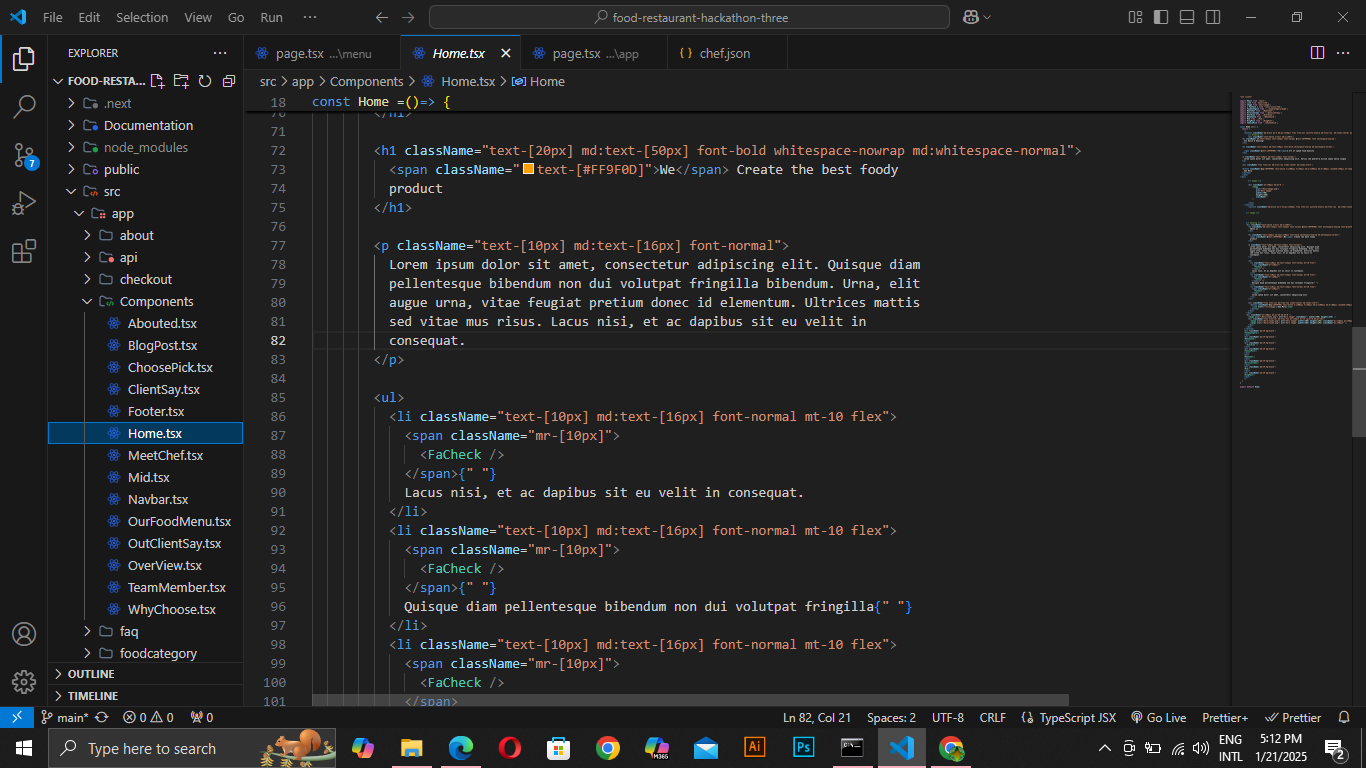 File Edit Selection View Go Run ··· food-restaurant-hackathon-three
EXPLORER ···
FOOD-RESTA...
.next
Documentation
node_modules
public
src
app
about
api
checkout
Components
Abouted.tsx
BlogPost.tsx
ChoosePick.tsx
ClientSay.tsx
Footer.tsx
Home.tsx
MeetChef.tsx
Mid.tsx
Navbar.tsx
OurFoodMenu.tsx
OutClientSay.tsx
OverView.tsx
TeamMember.tsx
WhyChoose.tsx
faq
foodcategory
OUTLINE
TIMELINE
7
page.tsx ...\menu Home.tsx page.tsx ...\app {} chef.json ···
src > app > Components > Home.tsx > Home
18 const Home =()=> {
70 </h1>
71
72 <h1 className="text-[20px] md:text-[50px] font-bold whitespace-nowrap md:whitespace-normal">
73 <span className="text-[#FF9F0D]">We</span> Create the best foody
74 product
75 </h1>
76
77 <p className="text-[10px] md:text-[16px] font-normal">
78 Lorem ipsum dolor sit amet, consectetur adipiscing elit. Quisque diam
79 pellentesque bibendum non dui volutpat fringilla bibendum. Urna, elit
80 augue urna, vitae feugiat pretium donec id elementum. Ultrices mattis
81 sed vitae mus risus. Lacus nisi, et ac dapibus sit eu velit in
82 consequat.
83 </p>
84
85 <ul>
86 <li className="text-[10px] md:text-[16px] font-normal mt-10 flex">
87 <span className="mr-[10px]">
88 <FaCheck />
89 </span>{" "}
90 Lacus nisi, et ac dapibus sit eu velit in consequat.
91 </li>
92 <li className="text-[10px] md:text-[16px] font-normal mt-10 flex">
93 <span className="mr-[10px]">
94 <FaCheck />
95 </span>{" "}
96 Quisque diam pellentesque bibendum non dui volutpat fringilla{" "}
97 </li>
98 <li className="text-[10px] md:text-[16px] font-normal mt-10 flex">
99 <span className="mr-[10px]">
100 <FaCheck />
101 </span>
main* 0 0 0 Ln 82, Col 21 Spaces: 2 UTF-8 CRLF {} TypeScript JSX Go Live Prettier+ Prettier
Type here to search M365 Ai Ps ENG INTL 5:12 PM 1/21/2025 2